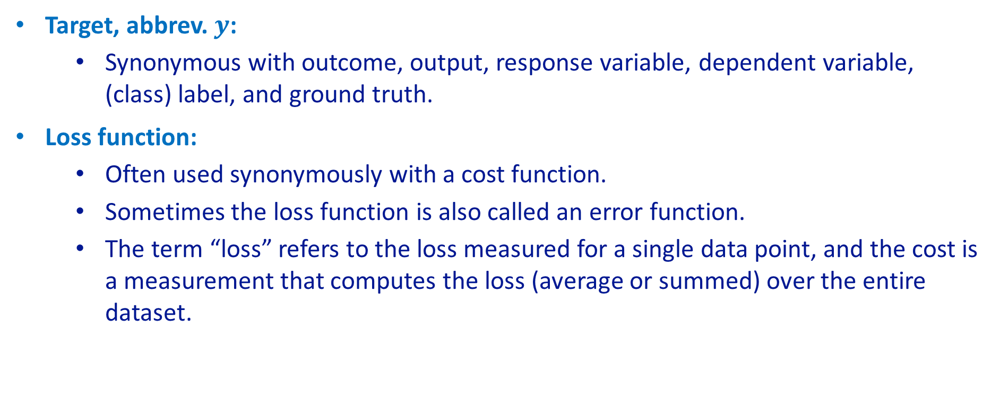 • Target, abbrev. y:
• Synonymous with outcome, output, response variable, dependent variable,
(class) label, and ground truth.
• Loss function:
• Often used synonymously with a cost function.
• Sometimes the loss function is also called an error function.
• The term “loss” refers to the loss measured for a single data point, and the cost is
a measurement that computes the loss (average or summed) over the entire
dataset.